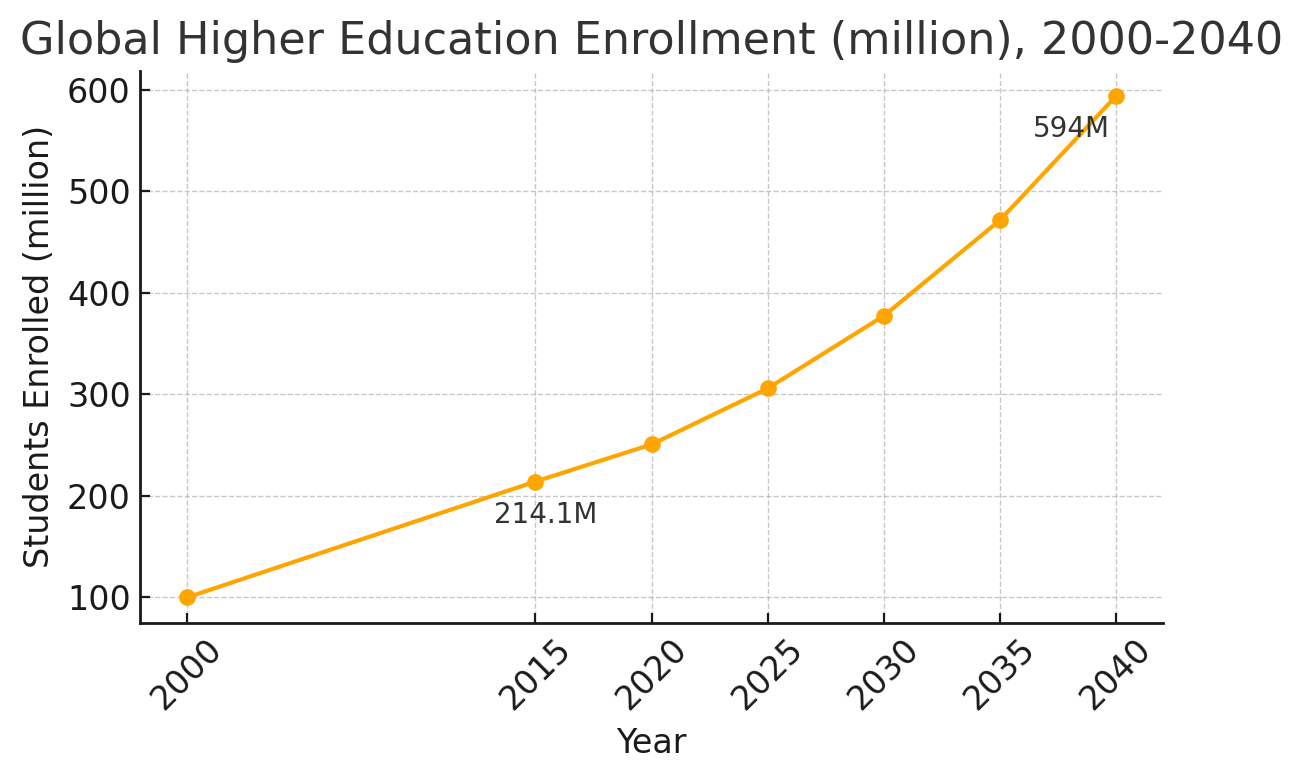 Global Higher Education Enrollment (million), 2000-2040
Students Enrolled (million)
600
500
400
300
200
100
594M
214.1M
2000
2015
2020
2025
2030
2035
2040
Year